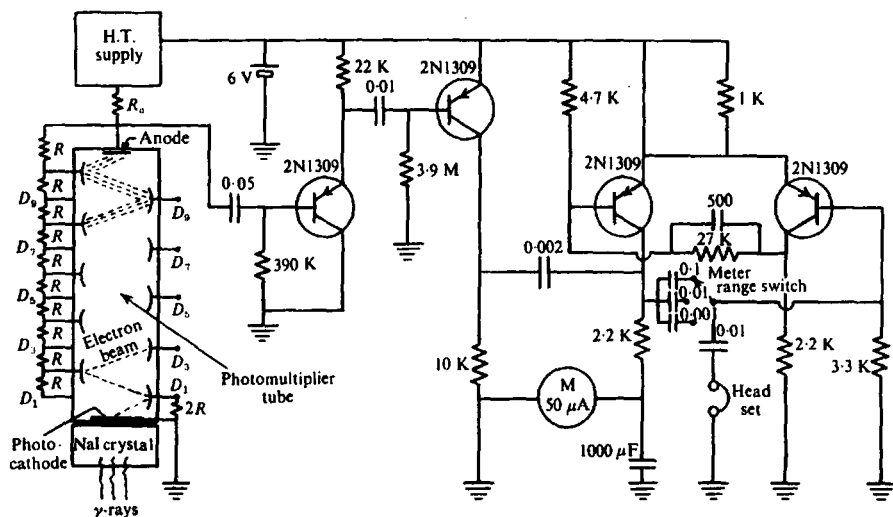 H.T.
supply
R_a
Anode
6 V
22 K
0·01
2N1309
4·7 K
1 K
R
R
D_9
R
R
D_7
R
R
D_5
R
R
D_3
R
R
D_1
D_9
D_7
D_5
D_3
D_1
2R
0·05
2N1309
390 K
3·9 M
2N1309
2N1309
500
27 K
0·002
0·1
0·01
0·00
Meter
range switch
0·01
10 K
2·2 K
2·2 K
3·3 K
M
50 μA
Head
set
1000 μF
Electron
beam
Photomultiplier
tube
Photo-
cathode
NaI crystal
γ-rays